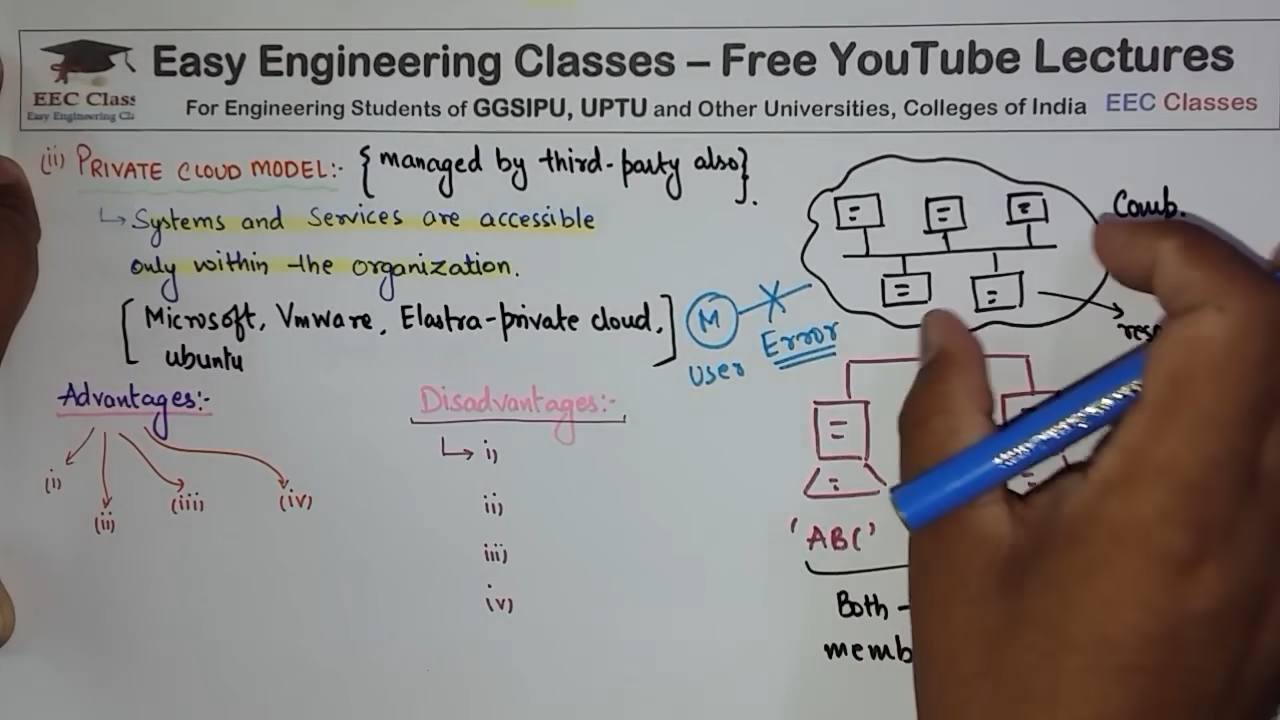 Easy Engineering Classes – Free YouTube Lectures
EEC Class
Easy Engineering Cla
For Engineering Students of GGSIPU, UPTU and Other Universities, Colleges of India EEC Classes
(ii) PRIVATE CLOUD MODEL:- {managed by third-party also}.
↳ Systems and Services are accessible
only within the organization.
[Microsoft, Vmware, Elastra-private cloud,
ubuntu]
Advantages:-
(i)
(ii)
(iii)
(iv)
Disadvantages:-
↳ i)
ii)
iii)
iv)
Comb.
M
User
Error
'ABC'
Both -
memb